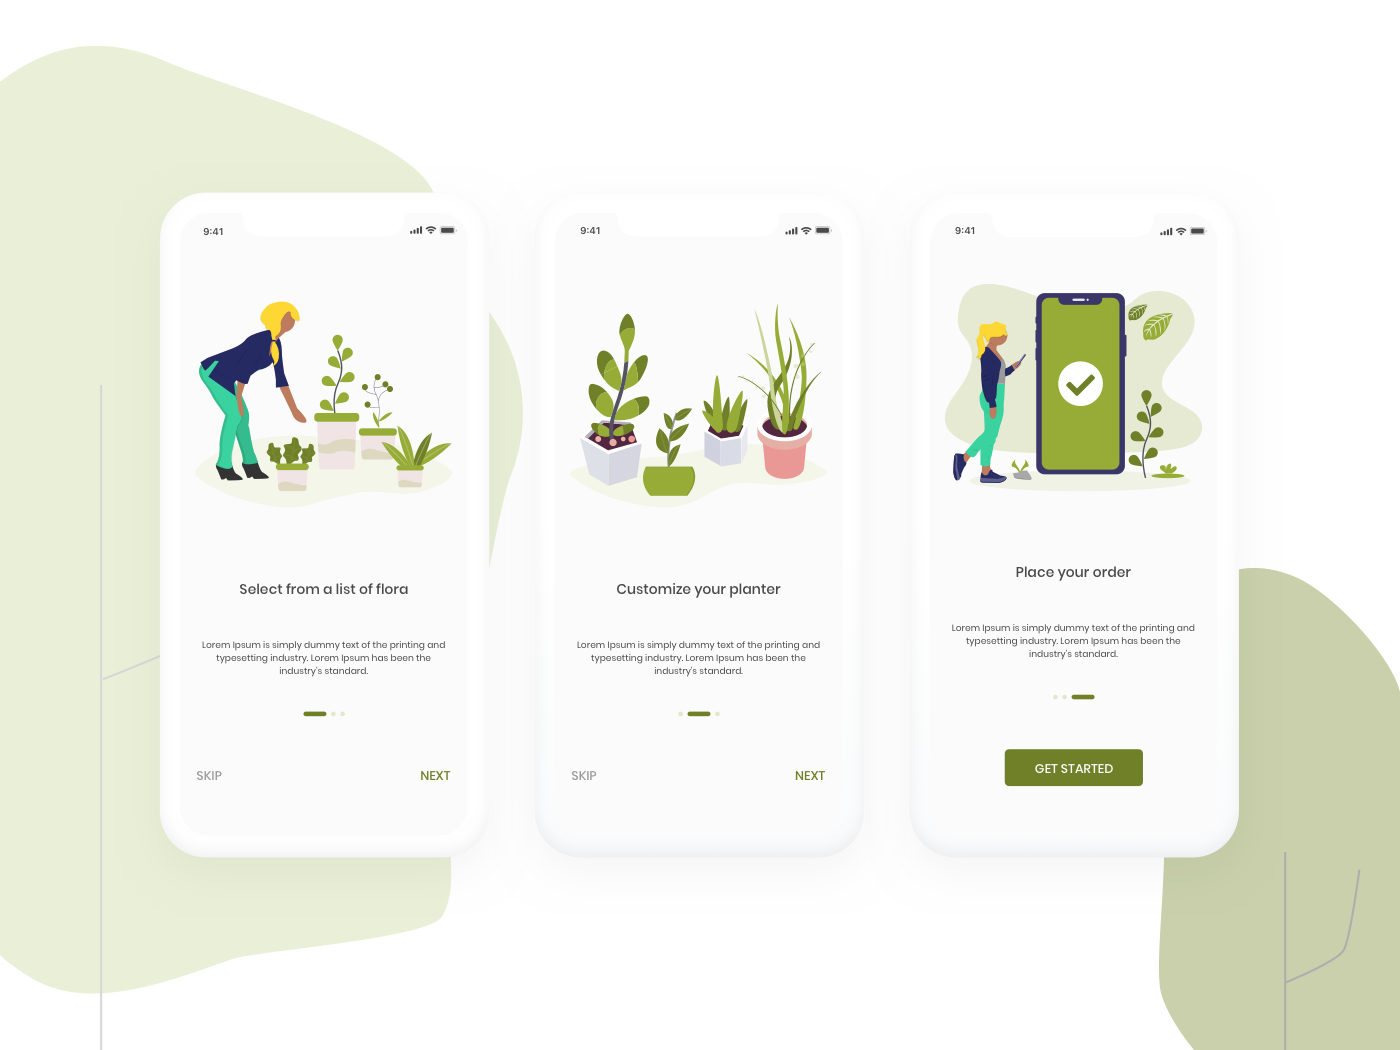 9:41
Select from a list of flora
Lorem Ipsum is simply dummy text of the printing and
typesetting industry. Lorem Ipsum has been the
industry's standard.
SKIP
NEXT
9:41
Customize your planter
Lorem Ipsum is simply dummy text of the printing and
typesetting industry. Lorem Ipsum has been the
industry's standard.
SKIP
NEXT
9:41
Place your order
Lorem Ipsum is simply dummy text of the printing and
typesetting industry. Lorem Ipsum has been the
industry's standard.
GET STARTED